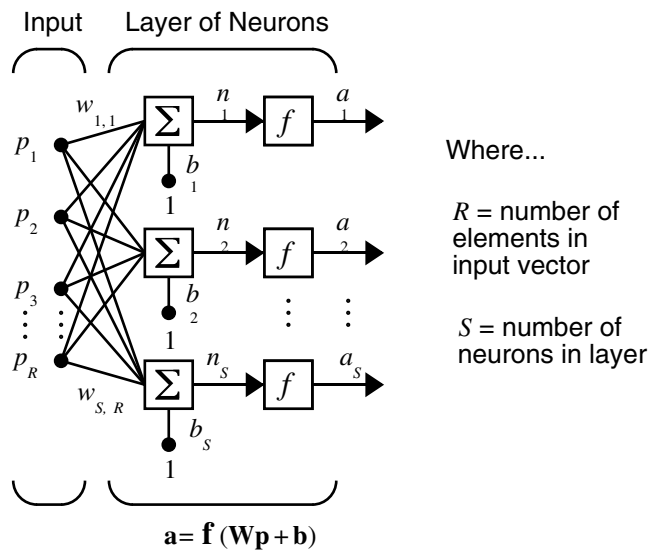 Input Layer of Neurons
w1,1 n1 a1
p1 Σ f
b1
1
Where...
p2 n2 a2
Σ f
R = number of
elements in
input vector
p3 b2
1
S = number of
neurons in layer
pR nS aS
Σ f
wS, R
bS
1
a= f (Wp+b)